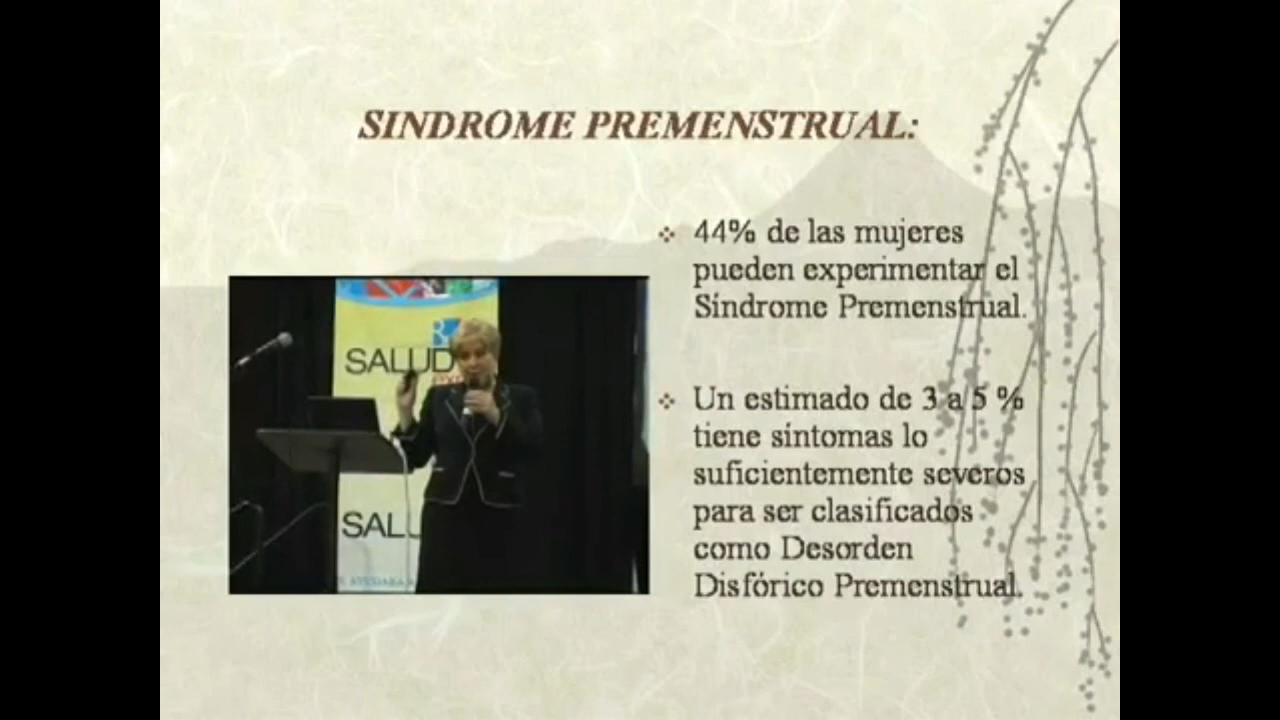 SINDROME PREMENSTRUAL:
44% de las mujeres
pueden experimentar el
Síndrome Premenstrual.
Un estimado de 3 a 5 %
tiene síntomas lo
suficientemente severos
para ser clasificados
como Desorden
Disfórico Premenstrual.
SALUD
SALU